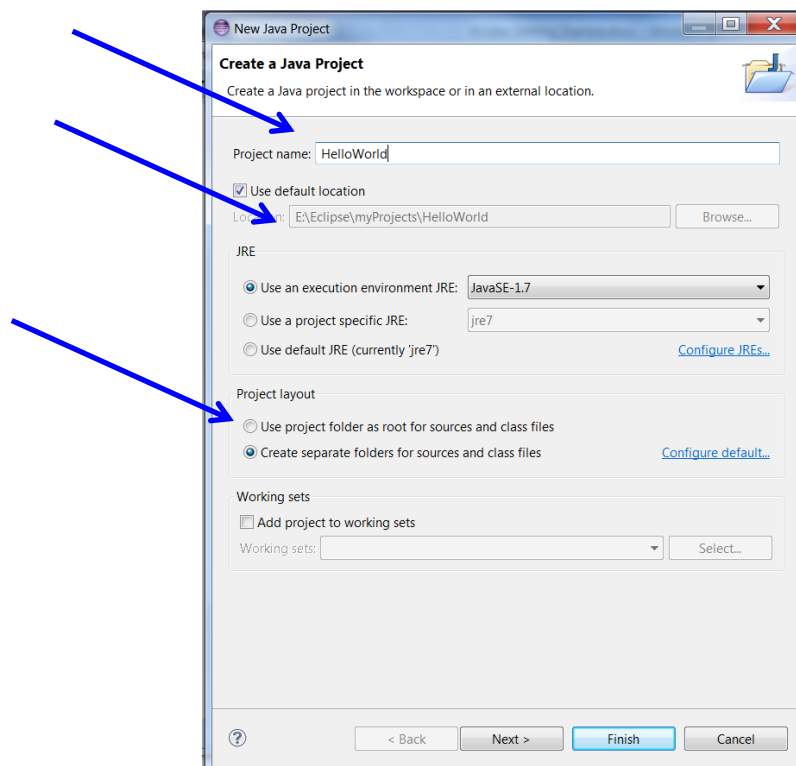 New Java Project
Create a Java Project
Create a Java project in the workspace or in an external location.
Project name: HelloWorld
Use default location
Location: E:\Eclipse\myProjects\HelloWorld Browse...
JRE
Use an execution environment JRE: JavaSE-1.7
Use a project specific JRE: jre7
Use default JRE (currently 'jre7') Configure JREs...
Project layout
Use project folder as root for sources and class files
Create separate folders for sources and class files Configure default...
Working sets
Add project to working sets
Working sets: Select...
? < Back Next > Finish Cancel